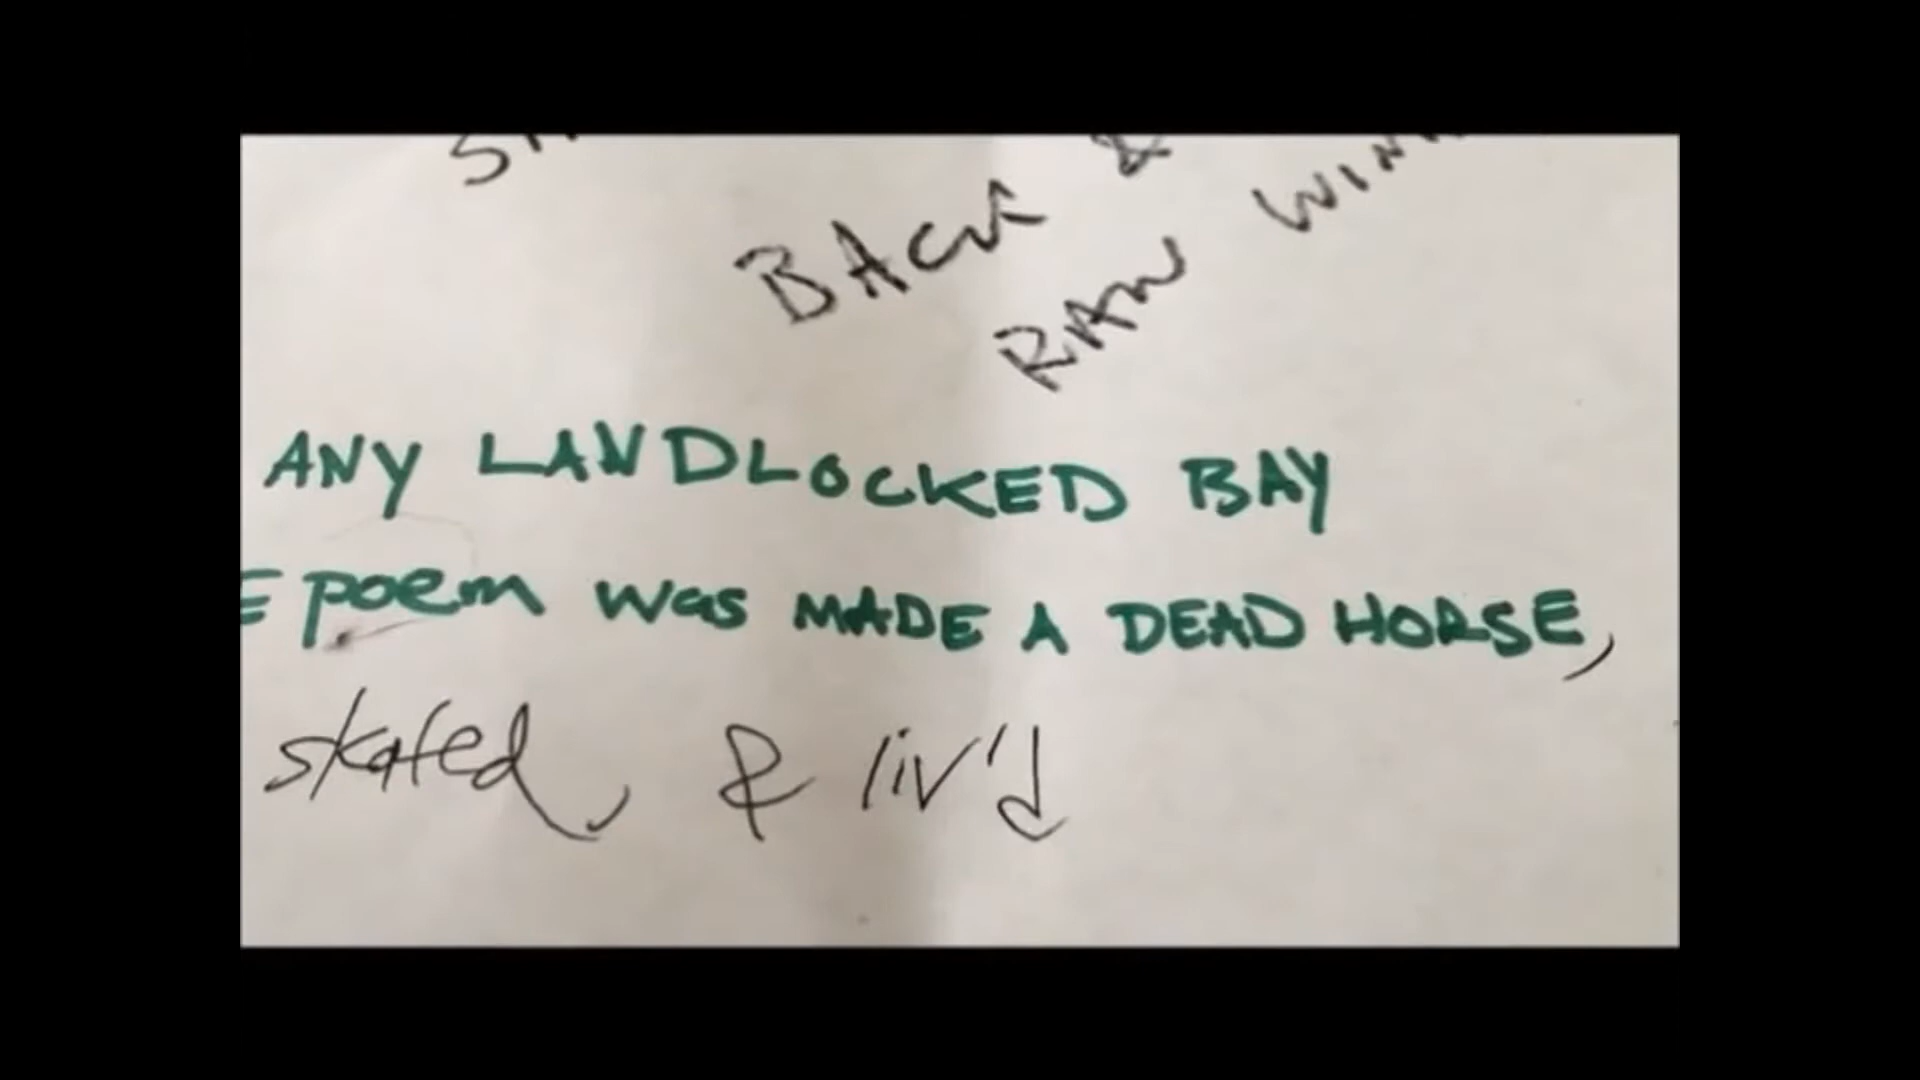 BACK &
RAW
ANY LANDLOCKED BAY
poem was MADE A DEAD HORSE,
skated, & liv'd